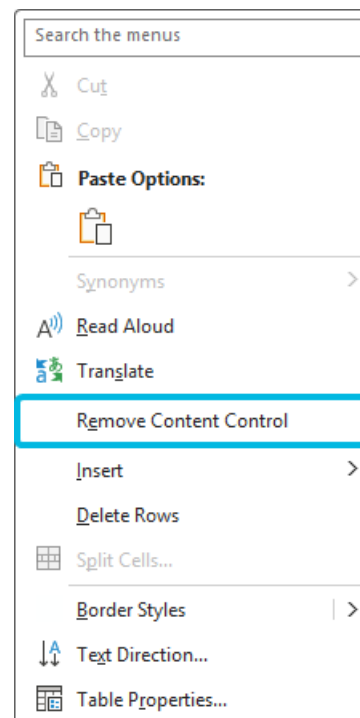 Search the menus
Cut
Copy
Paste Options:
Synonyms
Read Aloud
Translate
Remove Content Control
Insert
Delete Rows
Split Cells...
Border Styles
Text Direction...
Table Properties...